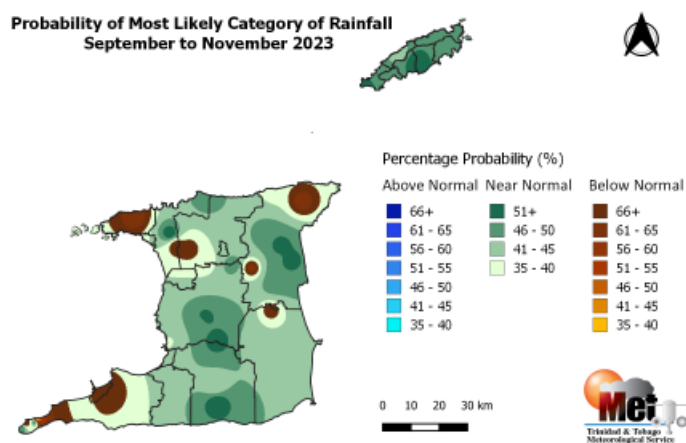 Probability of Most Likely Category of Rainfall
September to November 2023
Percentage Probability (%)
Above Normal Near Normal Below Normal
66+ 51+ 66+
61 - 65 46 - 50 61 - 65
56 - 60 41 - 45 56 - 60
51 - 55 35 - 40 51 - 55
46 - 50 46 - 50
41 - 45 41 - 45
35 - 40 35 - 40
0 10 20 30 km
Met
Trinidad & Tobago
Meteorological Service